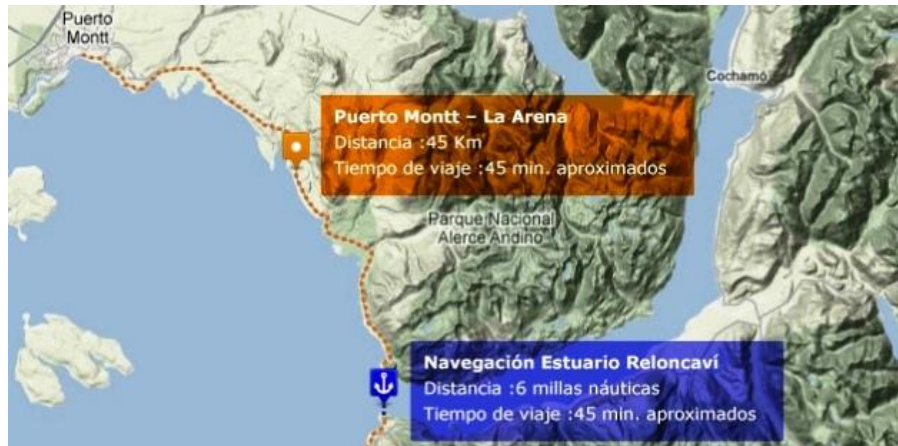 Puerto
Montt
Cochamó
Puerto Montt – La Arena
Distancia :45 Km
Tiempo de viaje :45 min. aproximados
Parque Nacional
Alerce Andino
Navegación Estuario Reloncaví
Distancia :6 millas náuticas
Tiempo de viaje :45 min. aproximados